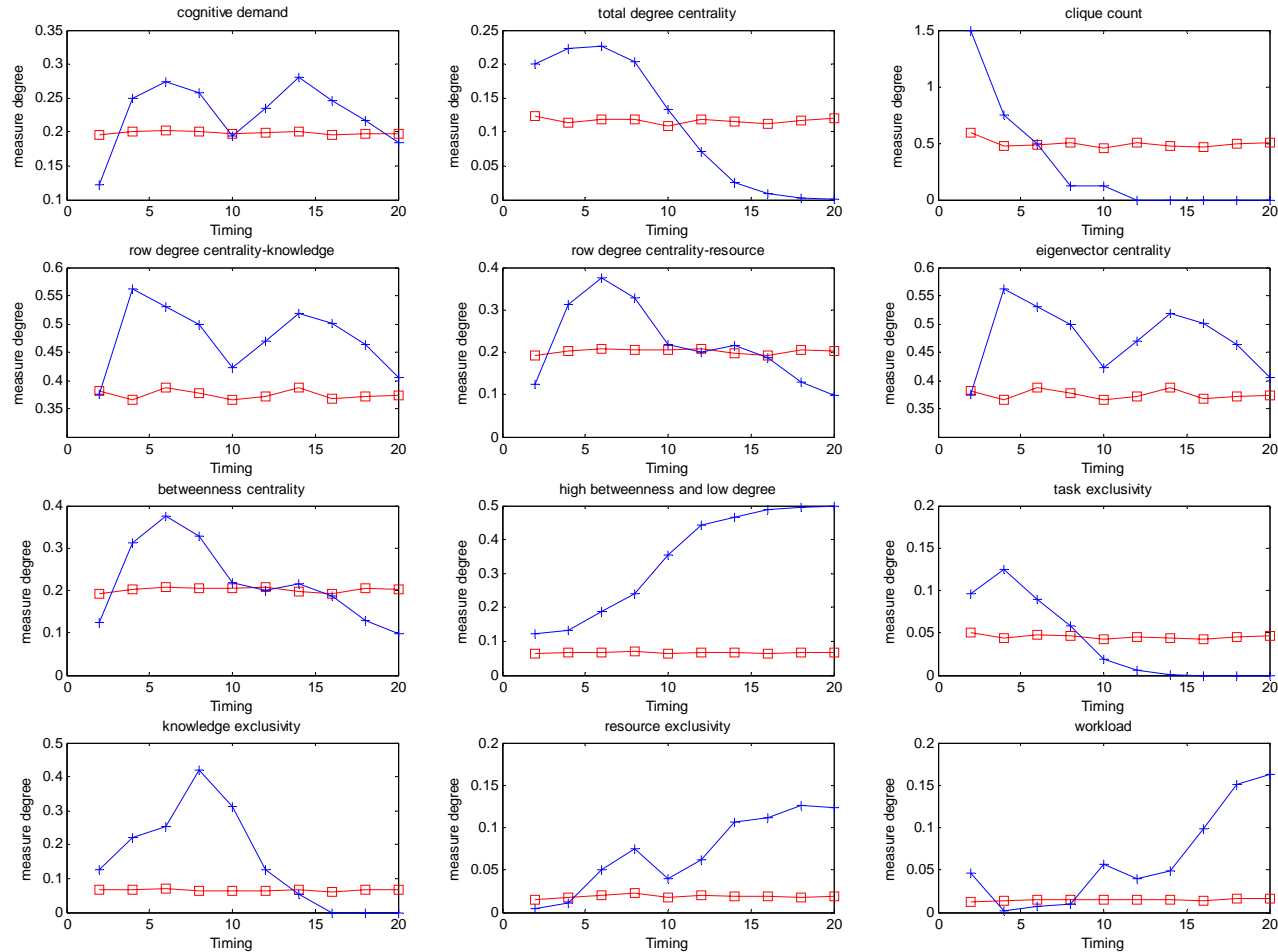 cognitive demand
total degree centrality
clique count
0.35
0.3
0.25
0.2
0.15
0.1
measure degree
0 5 10 15 20
Timing
0.25
0.2
0.15
0.1
0.05
0
measure degree
0 5 10 15 20
Timing
1.5
1
0.5
0
measure degree
0 5 10 15 20
Timing
row degree centrality-knowledge
row degree centrality-resource
eigenvector centrality
0.6
0.55
0.5
0.45
0.4
0.35
measure degree
0 5 10 15 20
Timing
0.4
0.3
0.2
0.1
0
measure degree
0 5 10 15 20
Timing
0.6
0.55
0.5
0.45
0.4
0.35
measure degree
0 5 10 15 20
Timing
betweenness centrality
high betweenness and low degree
task exclusivity
0.4
0.3
0.2
0.1
0
measure degree
0 5 10 15 20
Timing
0.5
0.4
0.3
0.2
0.1
0
measure degree
0 5 10 15 20
Timing
0.2
0.15
0.1
0.05
0
measure degree
0 5 10 15 20
Timing
knowledge exclusivity
resource exclusivity
workload
0.5
0.4
0.3
0.2
0.1
0
measure degree
0 5 10 15 20
Timing
0.2
0.15
0.1
0.05
0
measure degree
0 5 10 15 20
Timing
0.2
0.15
0.1
0.05
0
measure degree
0 5 10 15 20
Timing